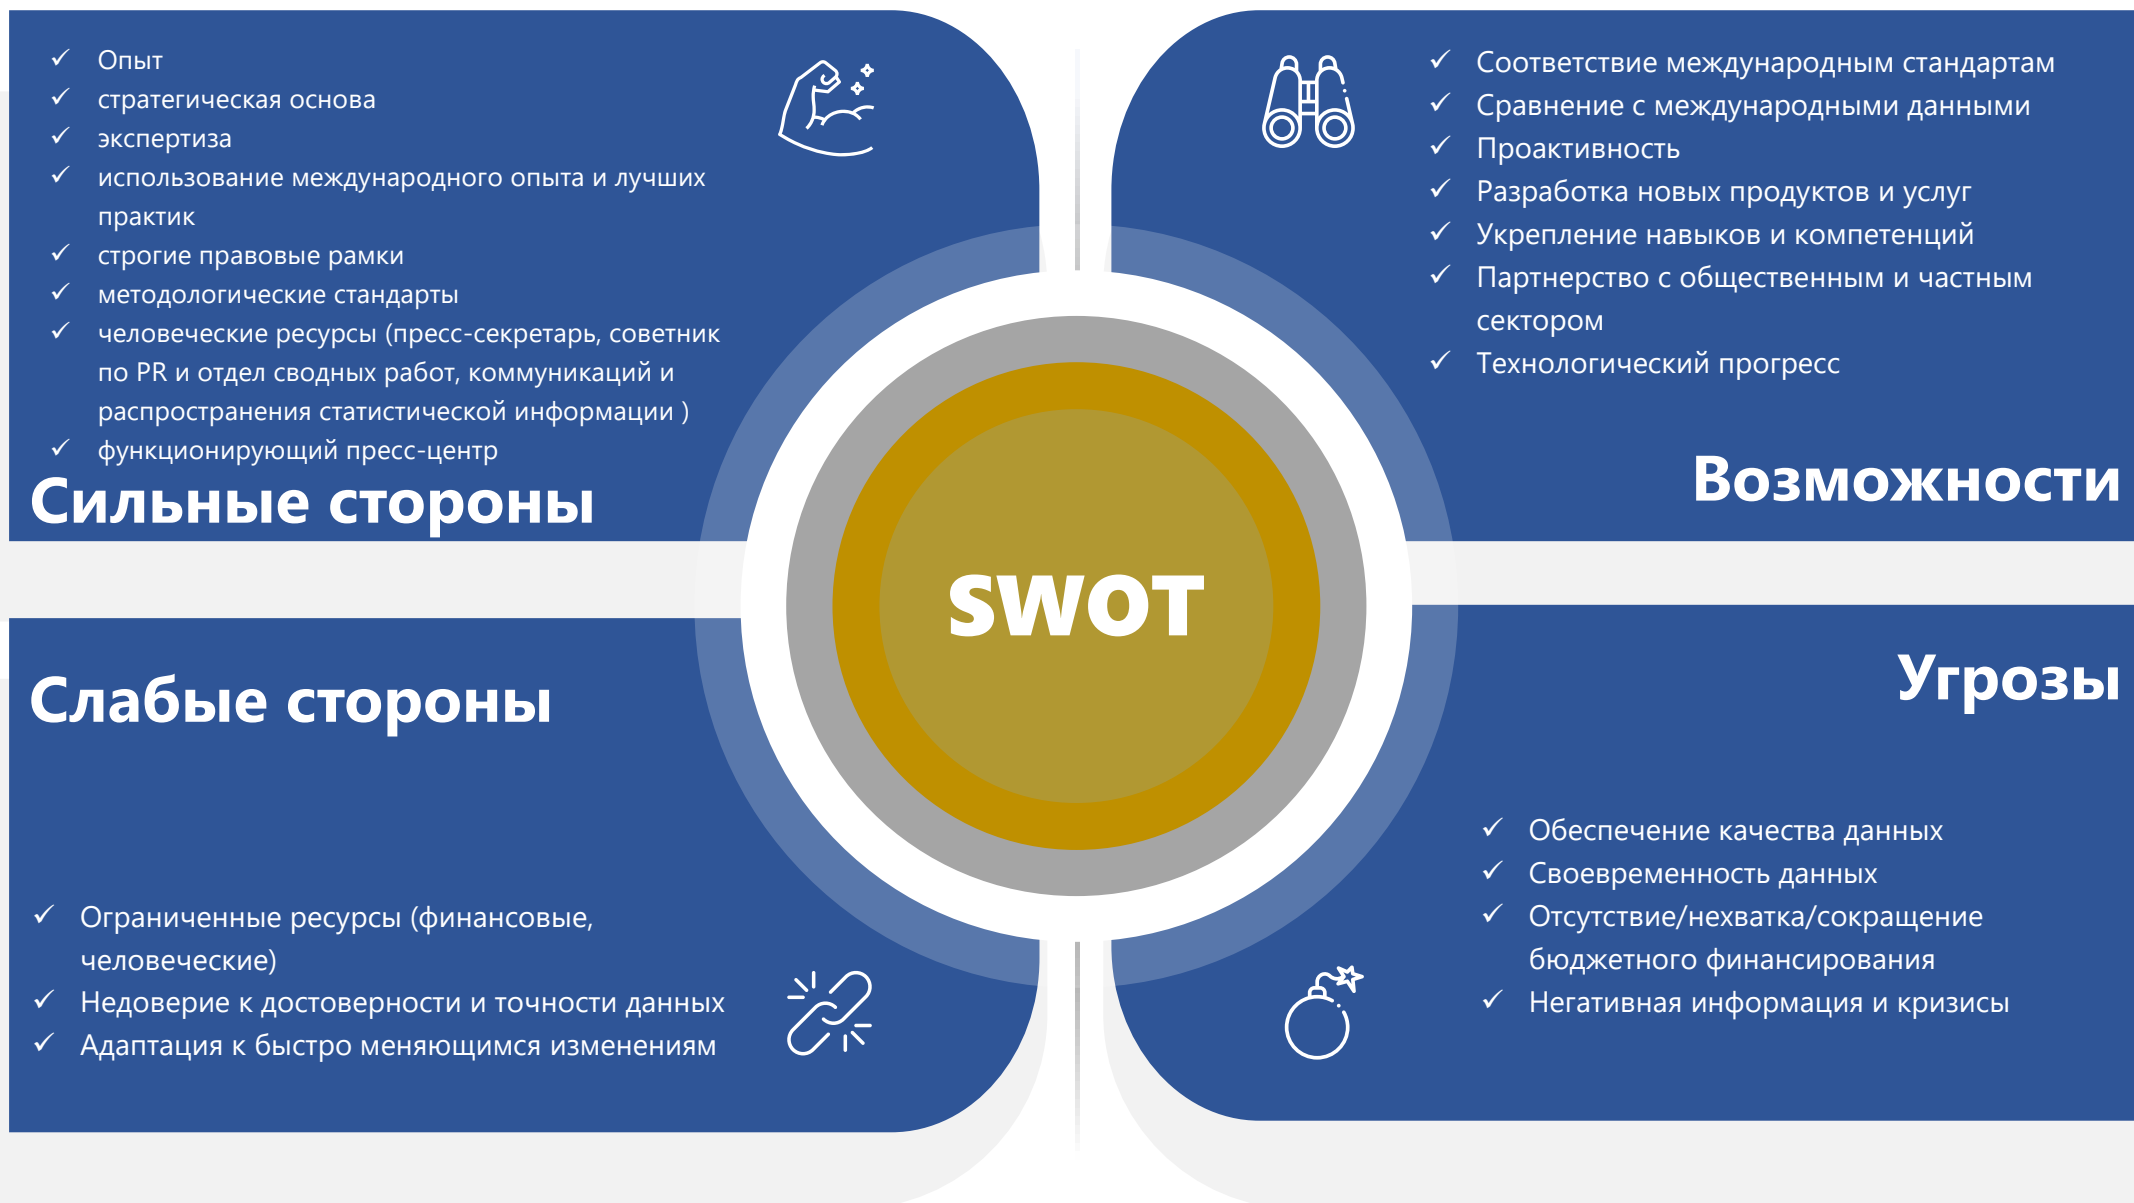 Опыт
стратегическая основа
экспертиза
использование международного опыта и лучших
практик
строгие правовые рамки
методологические стандарты
человеческие ресурсы (пресс-секретарь, советник
по PR и отдел сводных работ, коммуникаций и
распространения статистической информации )
функционирующий пресс-центр
Сильные стороны
Соответствие международным стандартам
Сравнение с международными данными
Проактивность
Разработка новых продуктов и услуг
Укрепление навыков и компетенций
Партнерство с общественным и частным
сектором
Технологический прогресс
Возможности
SWOT
Слабые стороны
Ограниченные ресурсы (финансовые,
человеческие)
Недоверие к достоверности и точности данных
Адаптация к быстро меняющимся изменениям
Угрозы
Обеспечение качества данных
Своевременность данных
Отсутствие/нехватка/сокращение
бюджетного финансирования
Негативная информация и кризисы